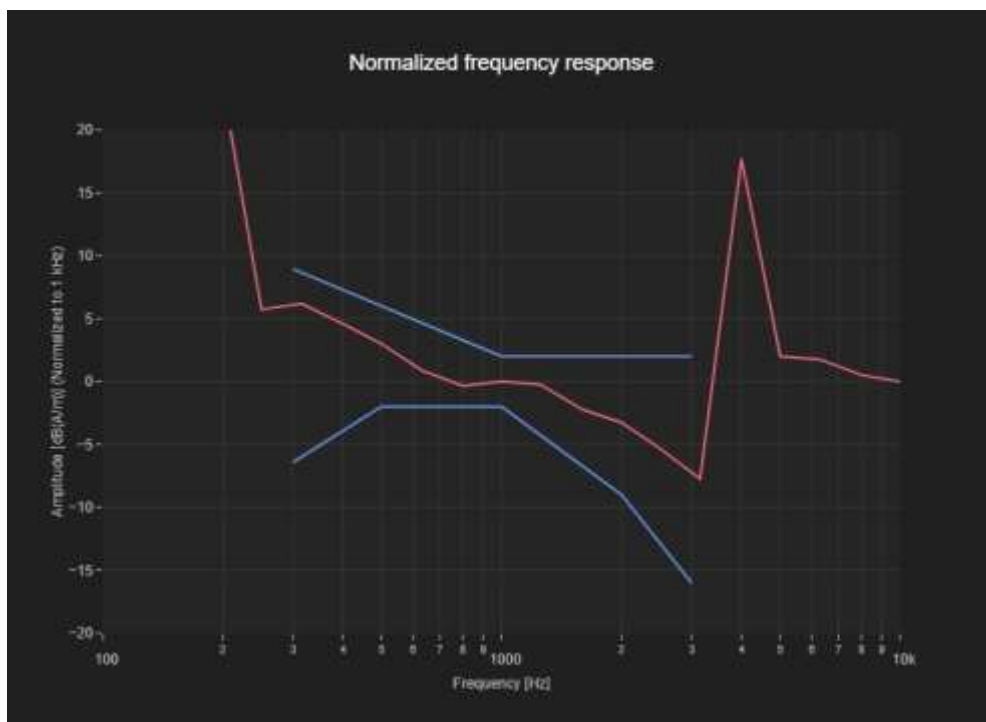 Normalized frequency response
Amplitude [dB(A/m)] (Normalized to 1 kHz)
20
15
10
5
0
−5
−10
−15
−20
2 3 4 5 6 7 8 9 2 3 4 5 6 7 8 9
100 1000 10k
Frequency [Hz]